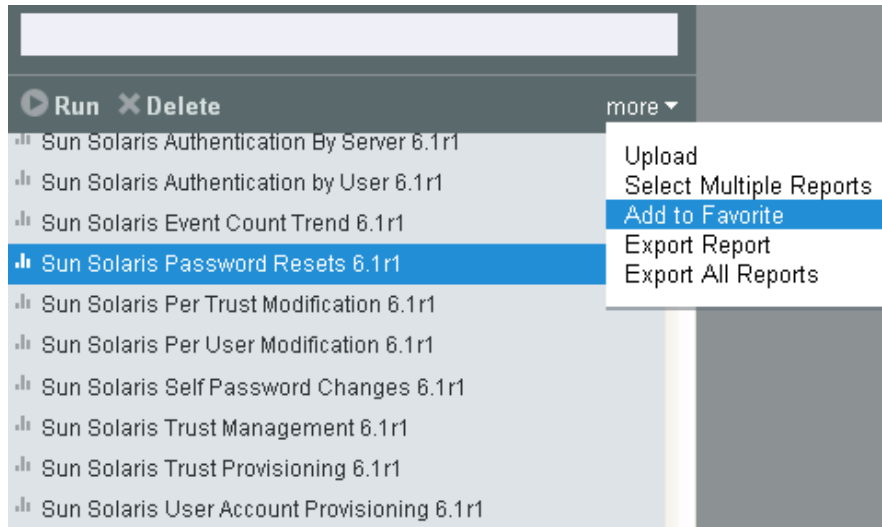 Run Delete more
Sun Solaris Authentication By Server 6.1r1
Sun Solaris Authentication by User 6.1r1
Sun Solaris Event Count Trend 6.1r1
Sun Solaris Password Resets 6.1r1
Sun Solaris Per Trust Modification 6.1r1
Sun Solaris Per User Modification 6.1r1
Sun Solaris Self Password Changes 6.1r1
Sun Solaris Trust Management 6.1r1
Sun Solaris Trust Provisioning 6.1r1
Sun Solaris User Account Provisioning 6.1r1
Upload
Select Multiple Reports
Add to Favorite
Export Report
Export All Reports